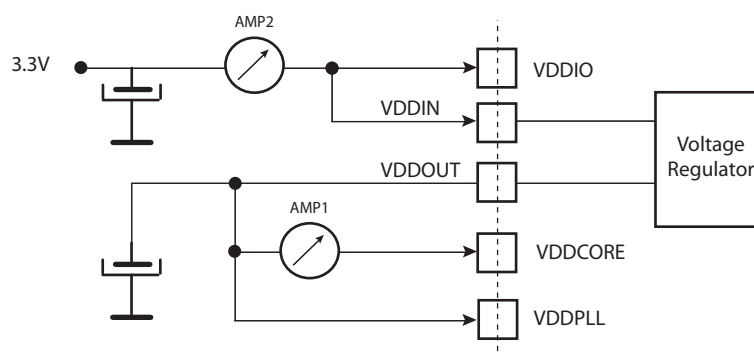 AMP2
3.3V
VDDIO
VDDIN
Voltage
Regulator
VDDOUT
AMP1
VDDCORE
VDDPLL